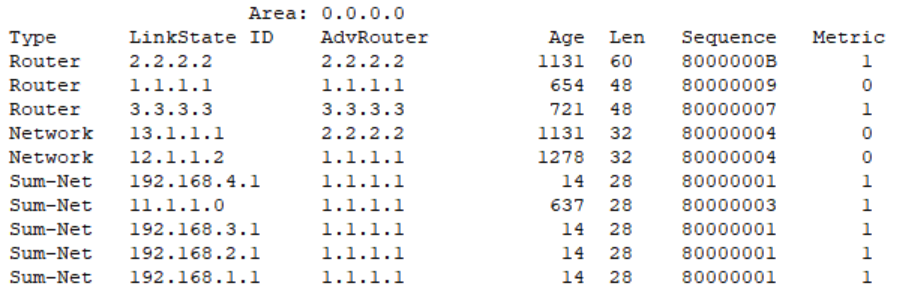 Area: 0.0.0.0
Type LinkState ID AdvRouter Age Len Sequence Metric
Router 2.2.2.2 2.2.2.2 1131 60 8000000B 1
Router 1.1.1.1 1.1.1.1 654 48 80000009 0
Router 3.3.3.3 3.3.3.3 721 48 80000007 1
Network 13.1.1.1 2.2.2.2 1131 32 80000004 0
Network 12.1.1.2 1.1.1.1 1278 32 80000004 0
Sum-Net 192.168.4.1 1.1.1.1 14 28 80000001 1
Sum-Net 11.1.1.0 1.1.1.1 637 28 80000003 1
Sum-Net 192.168.3.1 1.1.1.1 14 28 80000001 1
Sum-Net 192.168.2.1 1.1.1.1 14 28 80000001 1
Sum-Net 192.168.1.1 1.1.1.1 14 28 80000001 1